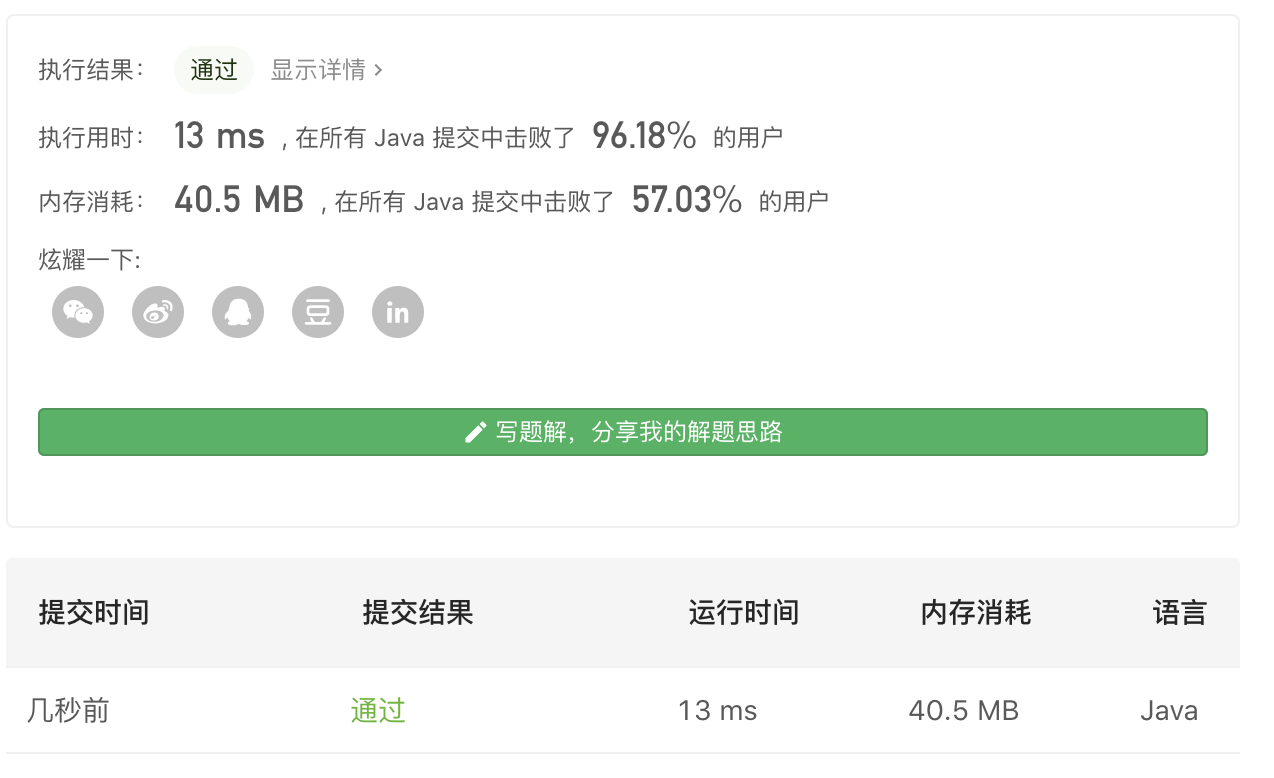 执行结果： 通过 显示详情 >
执行用时： 13 ms , 在所有 Java 提交中击败了 96.18% 的用户
内存消耗： 40.5 MB , 在所有 Java 提交中击败了 57.03% 的用户
炫耀一下:
豆 in
写题解，分享我的解题思路
提交时间 提交结果 运行时间 内存消耗 语言
几秒前 通过 13 ms 40.5 MB Java